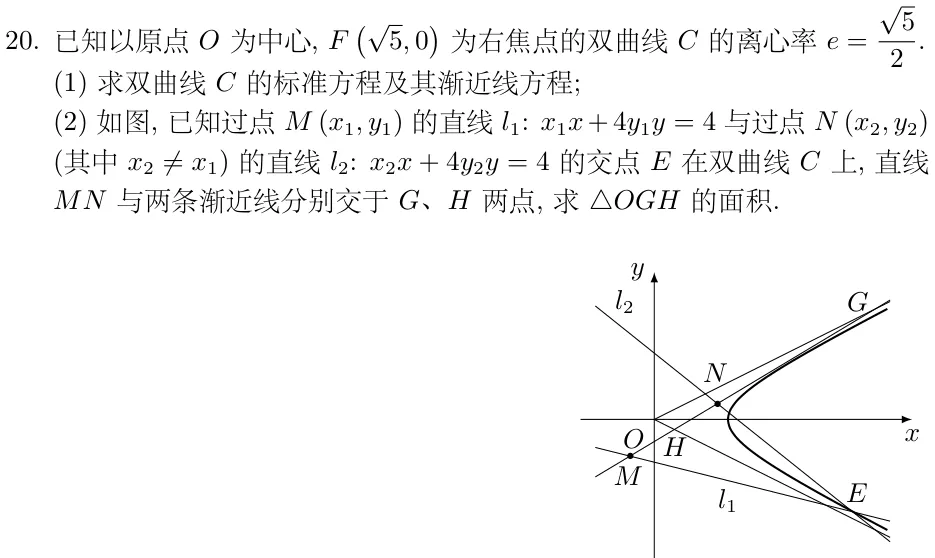 20. 已知以原点 O 为中心, F (√5, 0) 为右焦点的双曲线 C 的离心率 e = √5/2.
(1) 求双曲线 C 的标准方程及其渐近线方程;
(2) 如图, 已知过点 M (x₁, y₁) 的直线 l₁: x₁x + 4y₁y = 4 与过点 N (x₂, y₂)
(其中 x₂ ≠ x₁) 的直线 l₂: x₂x + 4y₂y = 4 的交点 E 在双曲线 C 上, 直线
MN 与两条渐近线分别交于 G、H 两点, 求 △OGH 的面积.
y
l₂
G
N
x
O
H
M
l₁
E